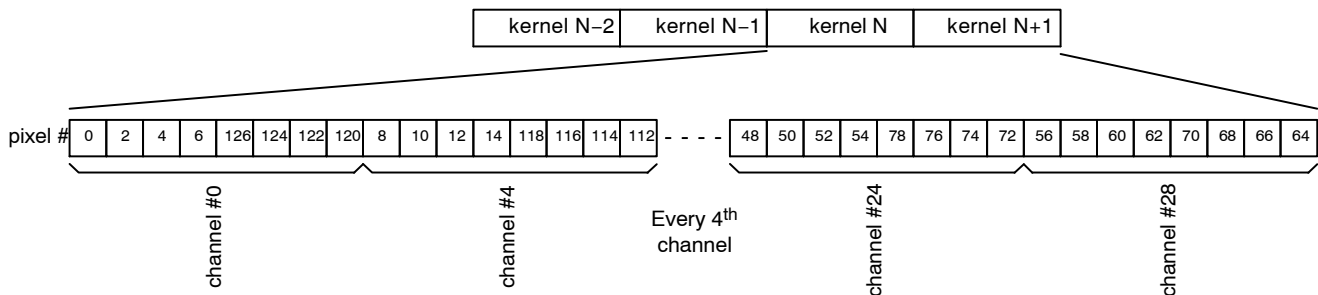 kernel N−2 kernel N−1 kernel N kernel N+1
pixel # 0 2 4 6 126 124 122 120 8 10 12 14 118 116 114 112 - - - - 48 50 52 54 78 76 74 72 56 58 60 62 70 68 66 64
channel #0
channel #4
Every 4th
channel
channel #24
channel #28